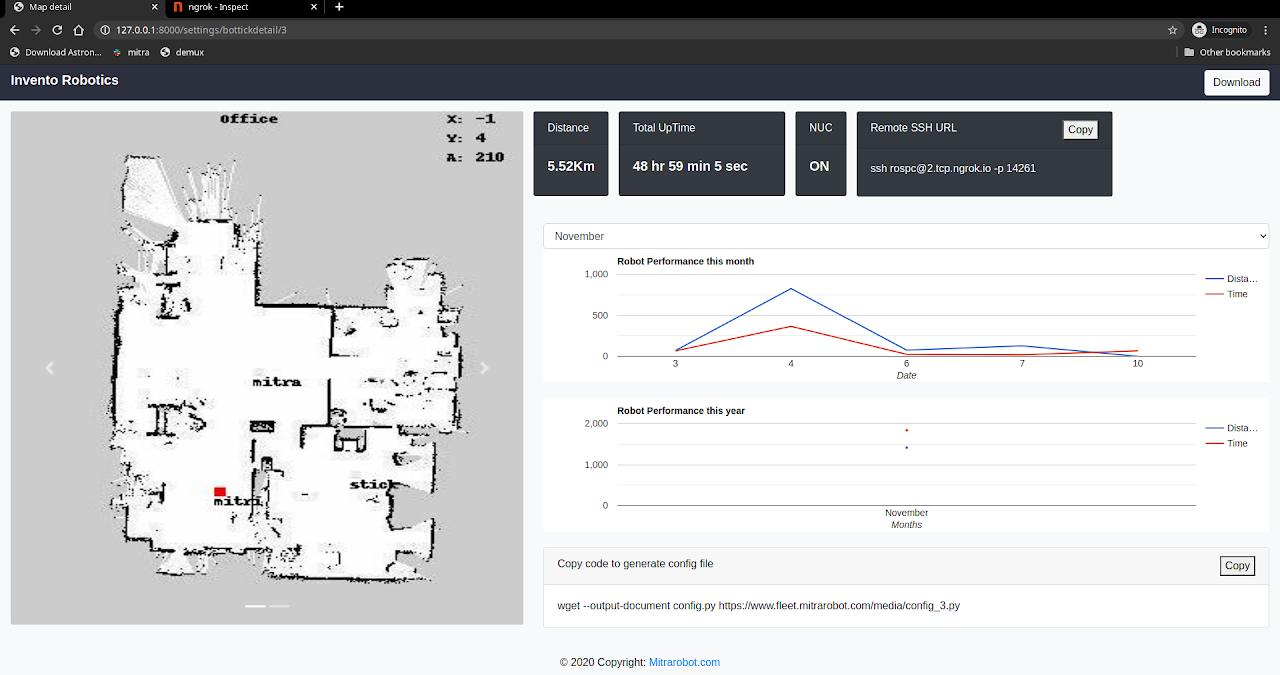 Map detail
ngrok - Inspect
127.0.0.1:8000/settings/bottickdetail/3
Incognito
Download Astron...
mitra
demux
Other bookmarks
Invento Robotics
Download
Office
X: -1
Y: 4
A: 210
mitra
mitri
stick
Distance
5.52Km
Total UpTime
48 hr 59 min 5 sec
NUC
ON
Remote SSH URL
Copy
ssh rospc@2.tcp.ngrok.io -p 14261
November
Robot Performance this month
1,000
500
0
3 4 6 7 10
Date
Dista...
Time
Robot Performance this year
2,000
1,000
0
November
Months
Dista...
Time
Copy code to generate config file
Copy
wget --output-document config.py https://www.fleet.mitrarobot.com/media/config_3.py
© 2020 Copyright: Mitrarobot.com